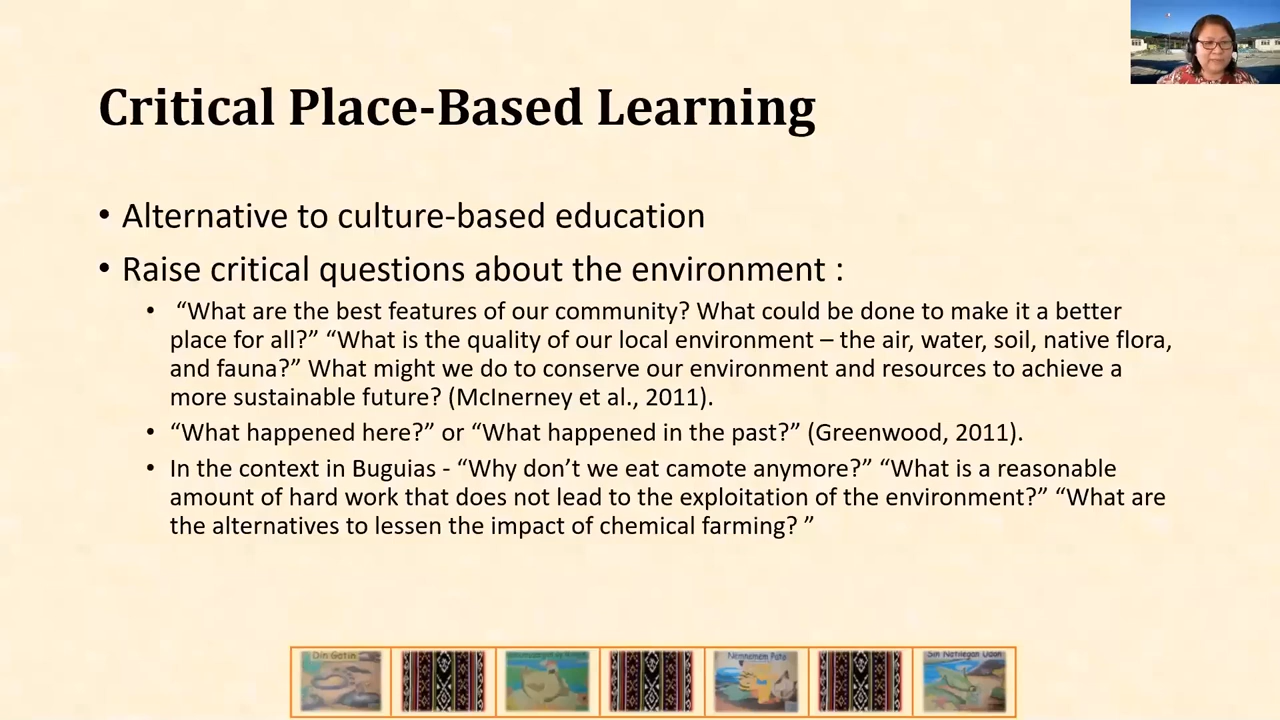 Critical Place-Based Learning
• Alternative to culture-based education
• Raise critical questions about the environment :
• “What are the best features of our community? What could be done to make it a better
place for all?” “What is the quality of our local environment – the air, water, soil, native flora,
and fauna?” What might we do to conserve our environment and resources to achieve a
more sustainable future? (McInerney et al., 2011).
• “What happened here?” or “What happened in the past?” (Greenwood, 2011).
• In the context in Buguias - “Why don’t we eat camote anymore?” “What is a reasonable
amount of hard work that does not lead to the exploitation of the environment?” “What are
the alternatives to lessen the impact of chemical farming? ”
Din Gatin
Nennemem Pato
Sin Natilegan Udan